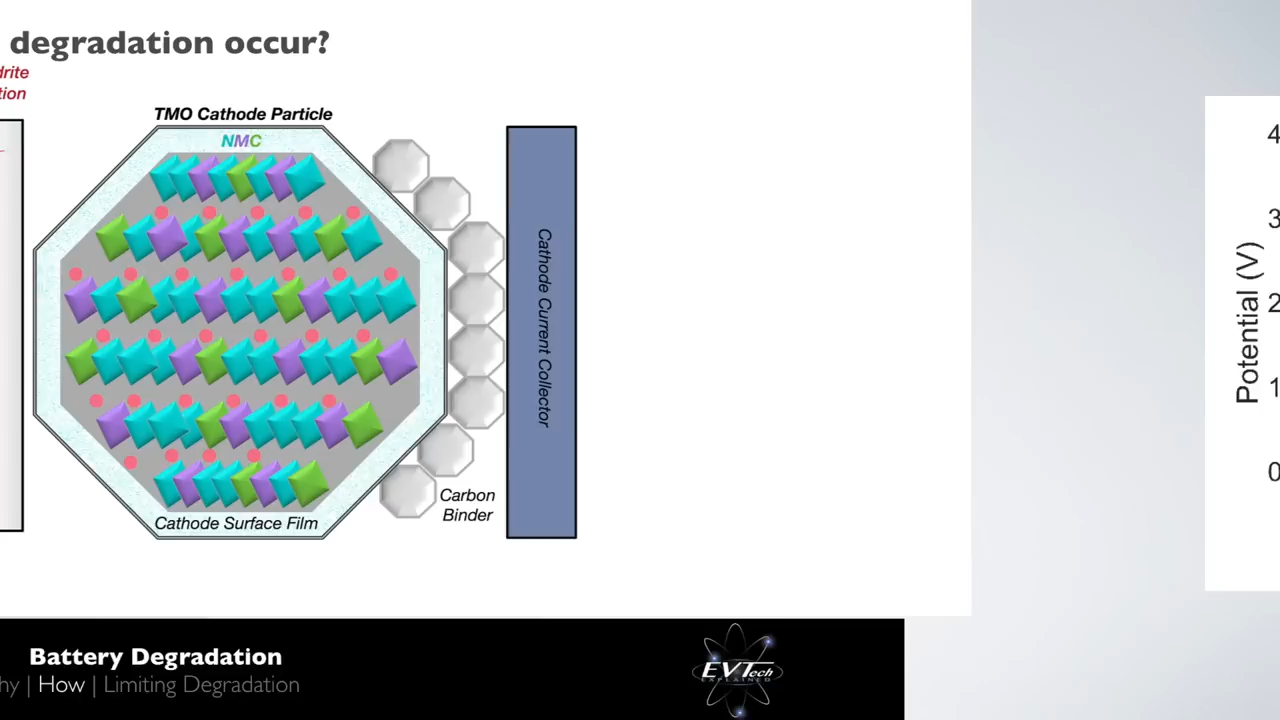 degradation occur?
drite
tion
TMO Cathode Particle
NMC
Cathode Current Collector
Carbon
Binder
Cathode Surface Film
Potential (V)
4
3
2
1
0
Battery Degradation
hy | How | Limiting Degradation
EVTech
EXPLAINED